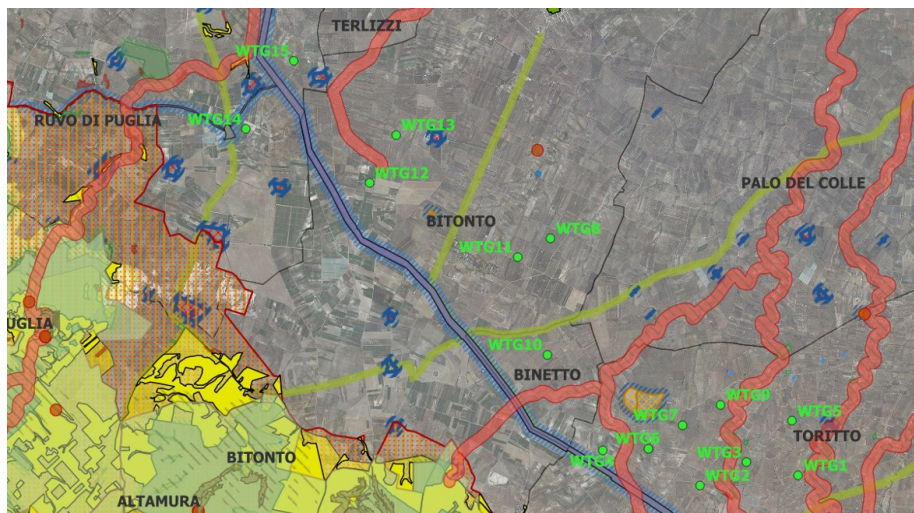 TERLIZZI
WTG15
RUVO DI PUGLIA
WTG14
WTG13
WTG12
PALO DEL COLLE
BITONTO
WTG8
WTG11
UGLIA
WTG10
BINETTO
WTG9
WTG7
WTG5
TORITTO
WTG6
WTG4
WTG3
WTG1
WTG2
BITONTO
ALTAMURA